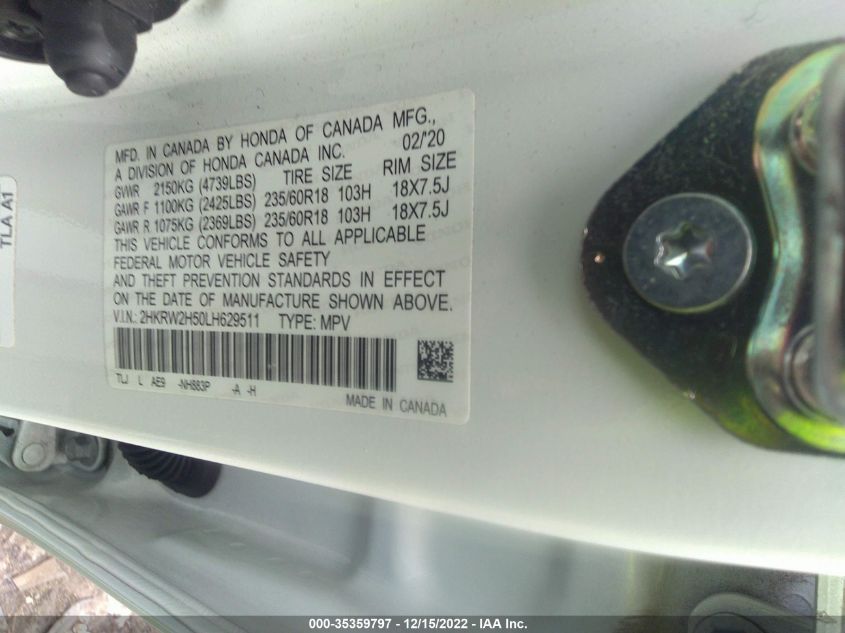 MFD. IN CANADA BY HONDA OF CANADA MFG.,
A DIVISION OF HONDA CANADA INC. 02/'20
GVWR 2150KG (4739LBS) TIRE SIZE RIM SIZE
GAWR F 1100KG (2425LBS) 235/60R18 103H 18X7.5J
GAWR R 1075KG (2369LBS) 235/60R18 103H 18X7.5J
THIS VEHICLE CONFORMS TO ALL APPLICABLE
FEDERAL MOTOR VEHICLE SAFETY
AND THEFT PREVENTION STANDARDS IN EFFECT
ON THE DATE OF MANUFACTURE SHOWN ABOVE.
V.I.N.: 2HKRW2H50LH629511 TYPE: MPV
TLJ L AE9 -NH883P -A -H
MADE IN CANADA
TLA A1
000-35359797 - 12/15/2022 - IAA Inc.